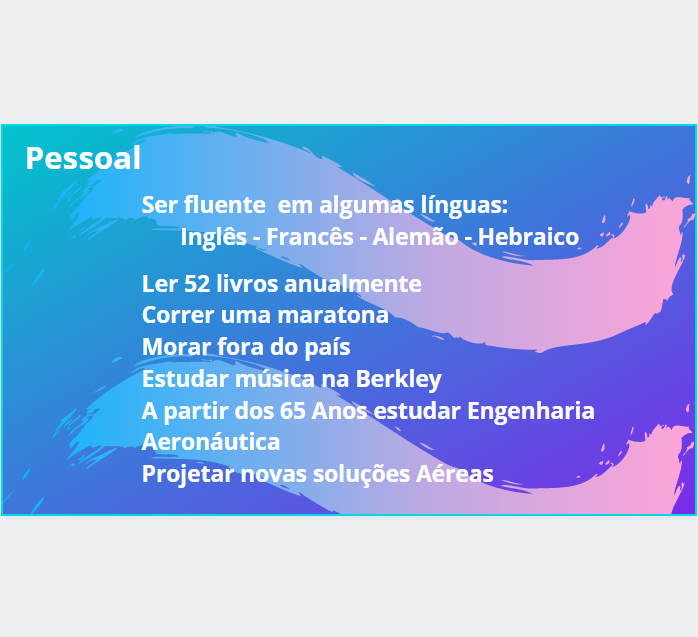 Pessoal
Ser fluente  em algumas línguas:
Inglês - Francês - Alemão - Hebraico
Ler 52 livros anualmente
Correr uma maratona
Morar fora do país
Estudar música na Berkley
A partir dos 65 Anos estudar Engenharia
Aeronáutica
Projetar novas soluções Aéreas